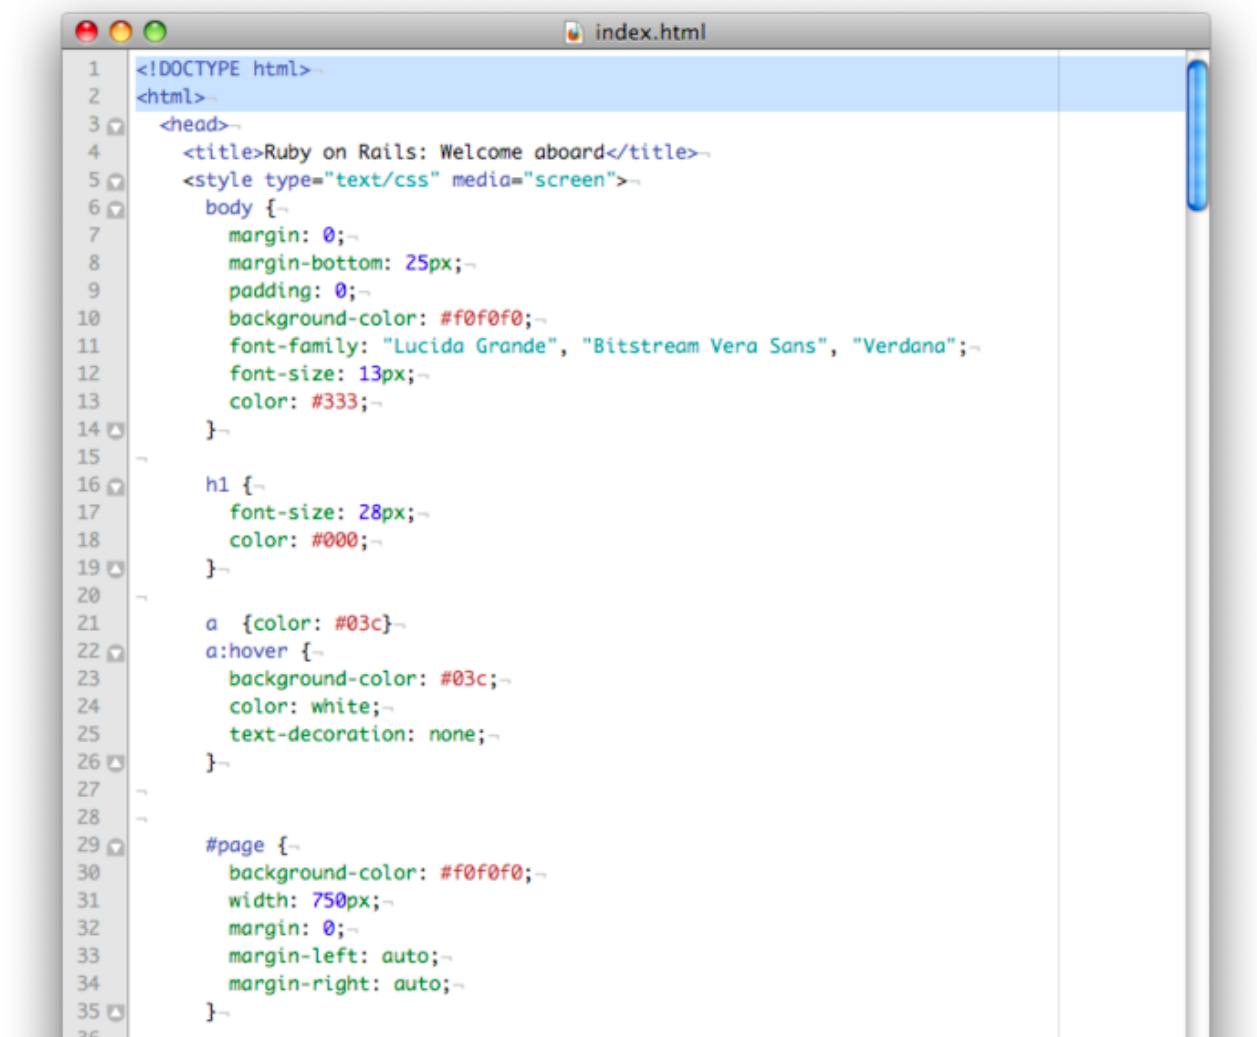 index.html
1 <!DOCTYPE html>¬
2 <html>¬
3 <head>¬
4 <title>Ruby on Rails: Welcome aboard</title>¬
5 <style type="text/css" media="screen">¬
6 body {¬
7 margin: 0;¬
8 margin-bottom: 25px;¬
9 padding: 0;¬
10 background-color: #f0f0f0;¬
11 font-family: "Lucida Grande", "Bitstream Vera Sans", "Verdana";¬
12 font-size: 13px;¬
13 color: #333;¬
14 }¬
15 ¬
16 h1 {¬
17 font-size: 28px;¬
18 color: #000;¬
19 }¬
20 ¬
21 a  {color: #03c}¬
22 a:hover {¬
23 background-color: #03c;¬
24 color: white;¬
25 text-decoration: none;¬
26 }¬
27 ¬
28 ¬
29 #page {¬
30 background-color: #f0f0f0;¬
31 width: 750px;¬
32 margin: 0;¬
33 margin-left: auto;¬
34 margin-right: auto;¬
35 }¬
36